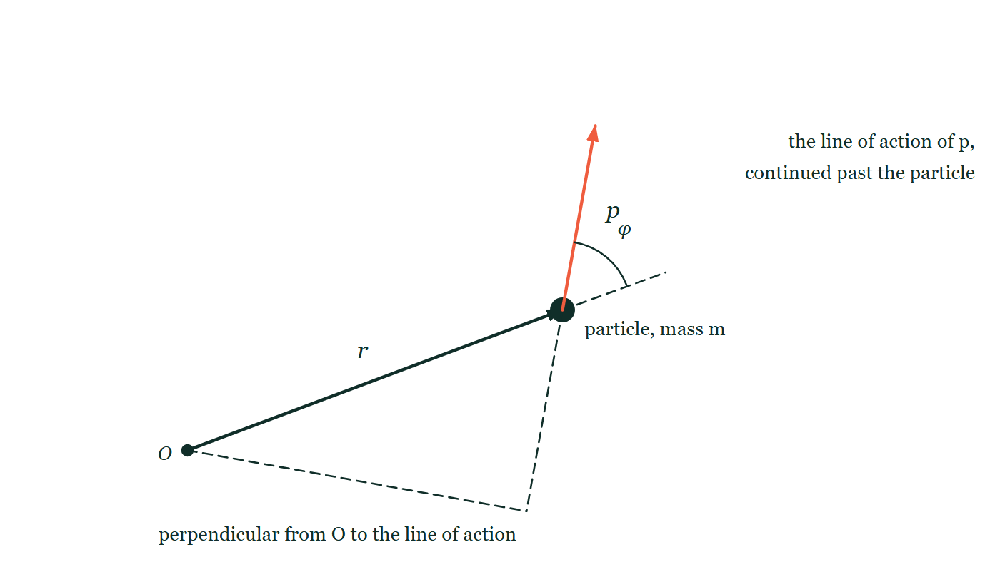 the line of action of p,
continued past the particle
p
φ
particle, mass m
r
O
perpendicular from O to the line of action